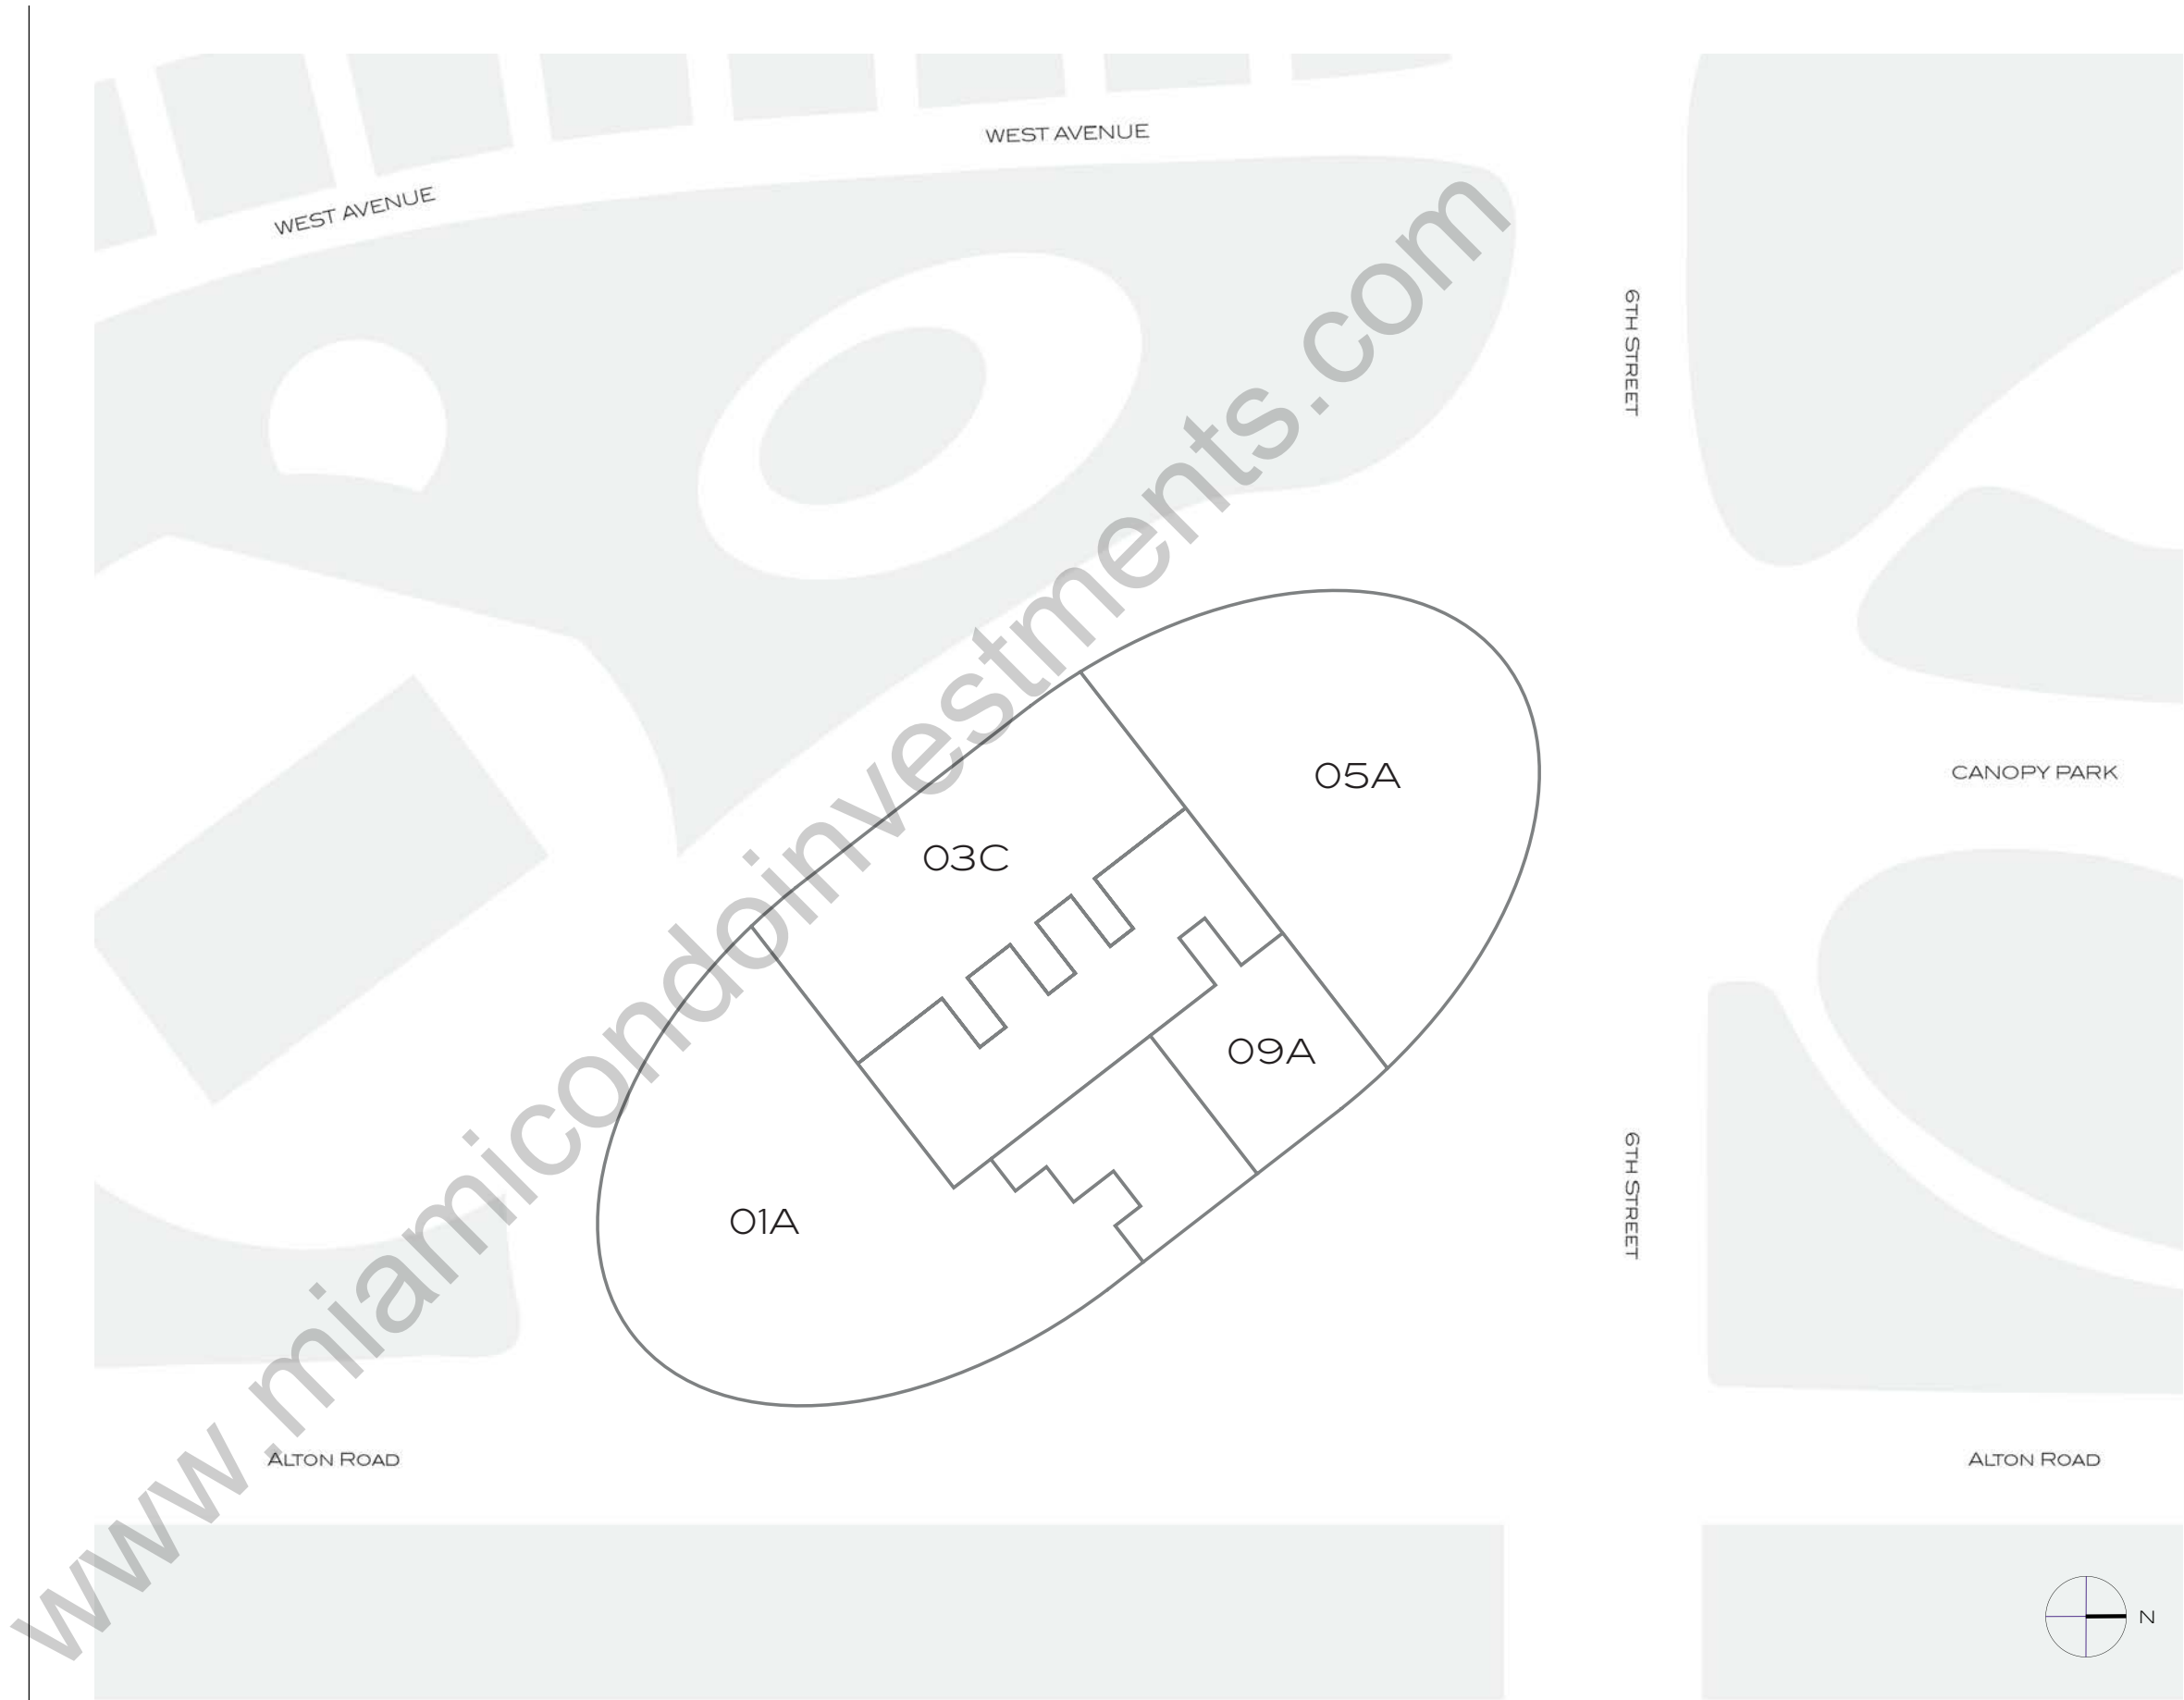 WEST AVENUE
WEST AVENUE
6TH STREET
05A
CANOPY PARK
03C
09A
6TH STREET
01A
ALTON ROAD
ALTON ROAD
N
www.miamicondoinvestments.com